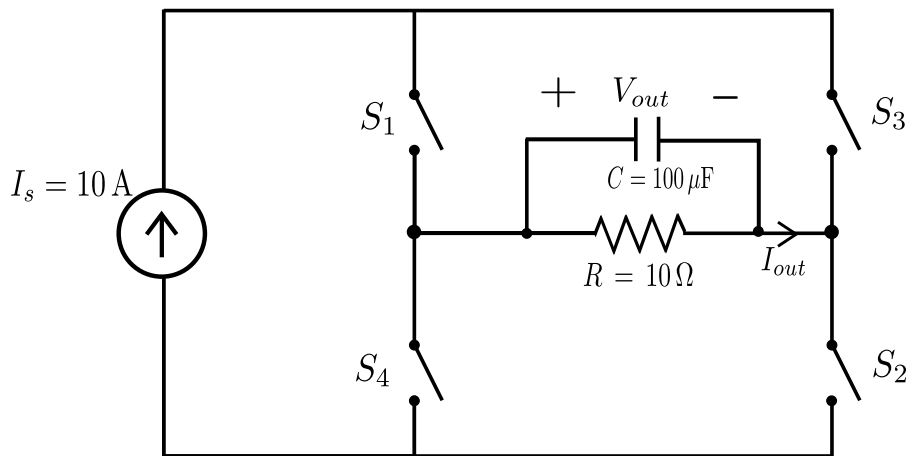 + V_out −
S_1
S_3
I_s = 10 A
C = 100 μF
I_out
R = 10 Ω
S_4
S_2